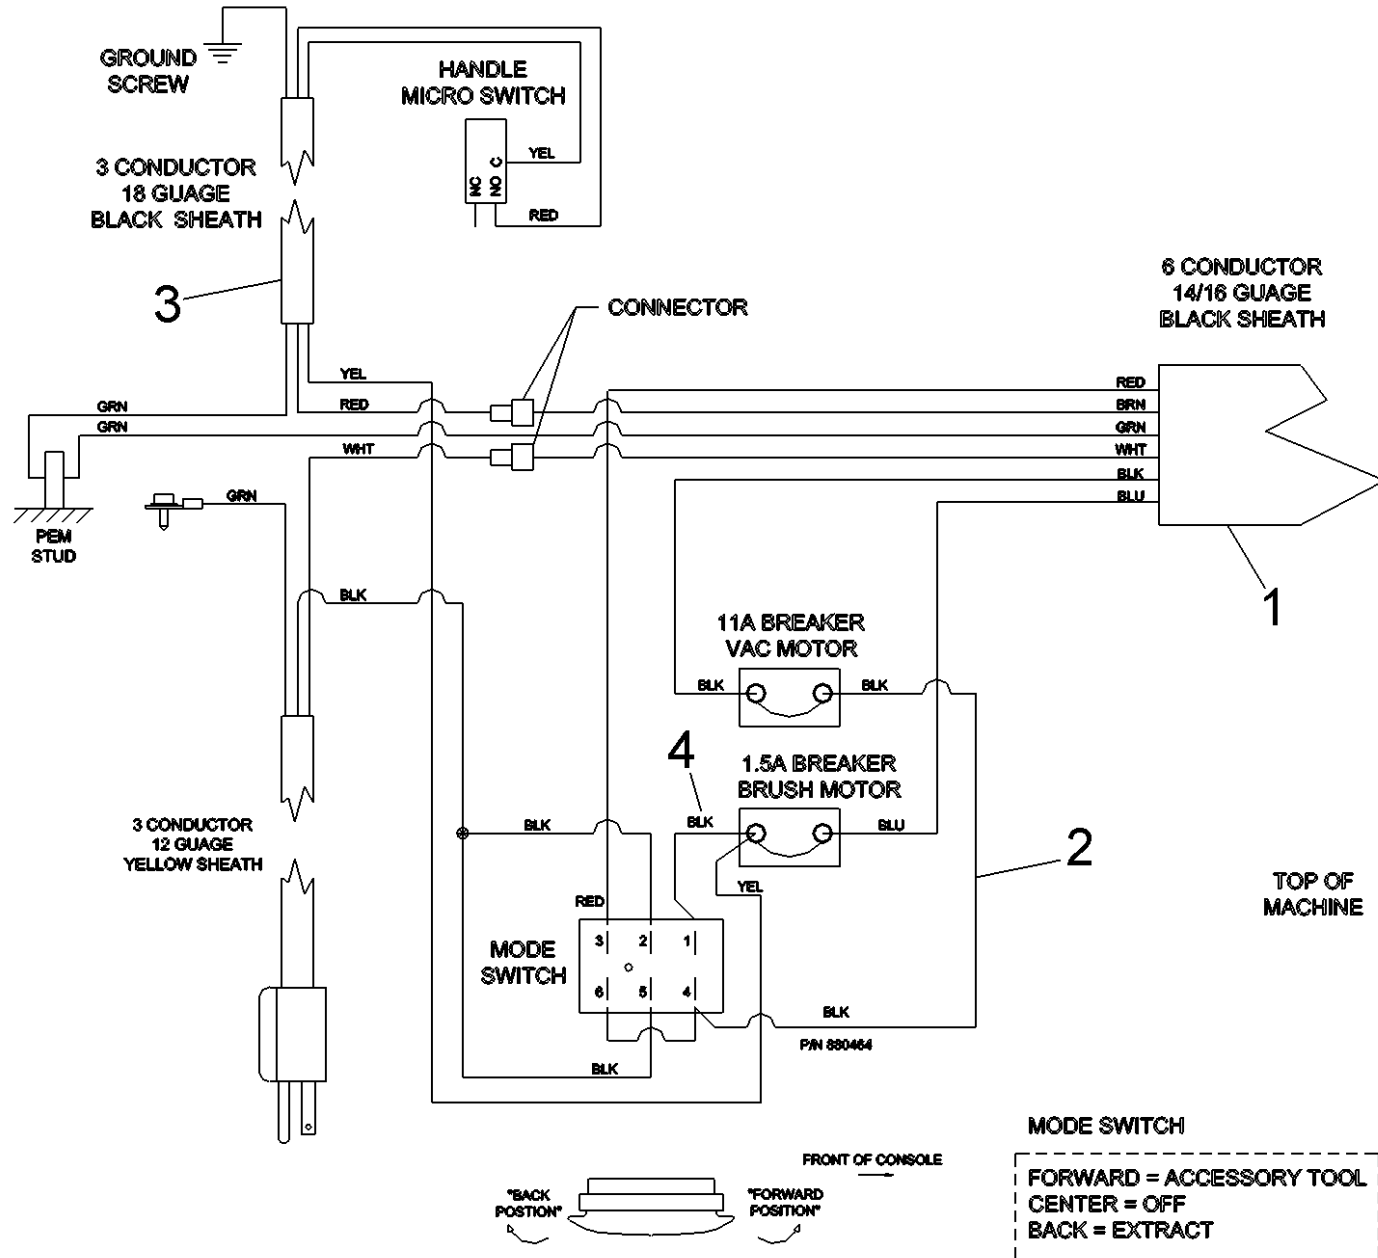 GROUND
SCREW
HANDLE
MICRO SWITCH
NC
NO
C
YEL
RED
3 CONDUCTOR
18 GUAGE
BLACK SHEATH
3
CONNECTOR
6 CONDUCTOR
14/16 GUAGE
BLACK SHEATH
YEL
RED
GRN
GRN
WHT
GRN
PEM
STUD
RED
BRN
GRN
WHT
BLK
BLU
1
BLK
11A BREAKER
VAC MOTOR
BLK
BLK
4
1.5A BREAKER
BRUSH MOTOR
BLK
BLU
YEL
2
3 CONDUCTOR
12 GUAGE
YELLOW SHEATH
BLK
RED
TOP OF
MACHINE
MODE
SWITCH
3
2
1
6
5
4
BLK
P/N 880464
BLK
MODE SWITCH
FORWARD = ACCESSORY TOOL
CENTER = OFF
BACK = EXTRACT
FRONT OF CONSOLE
"BACK
POSTION"
"FORWARD
POSITION"